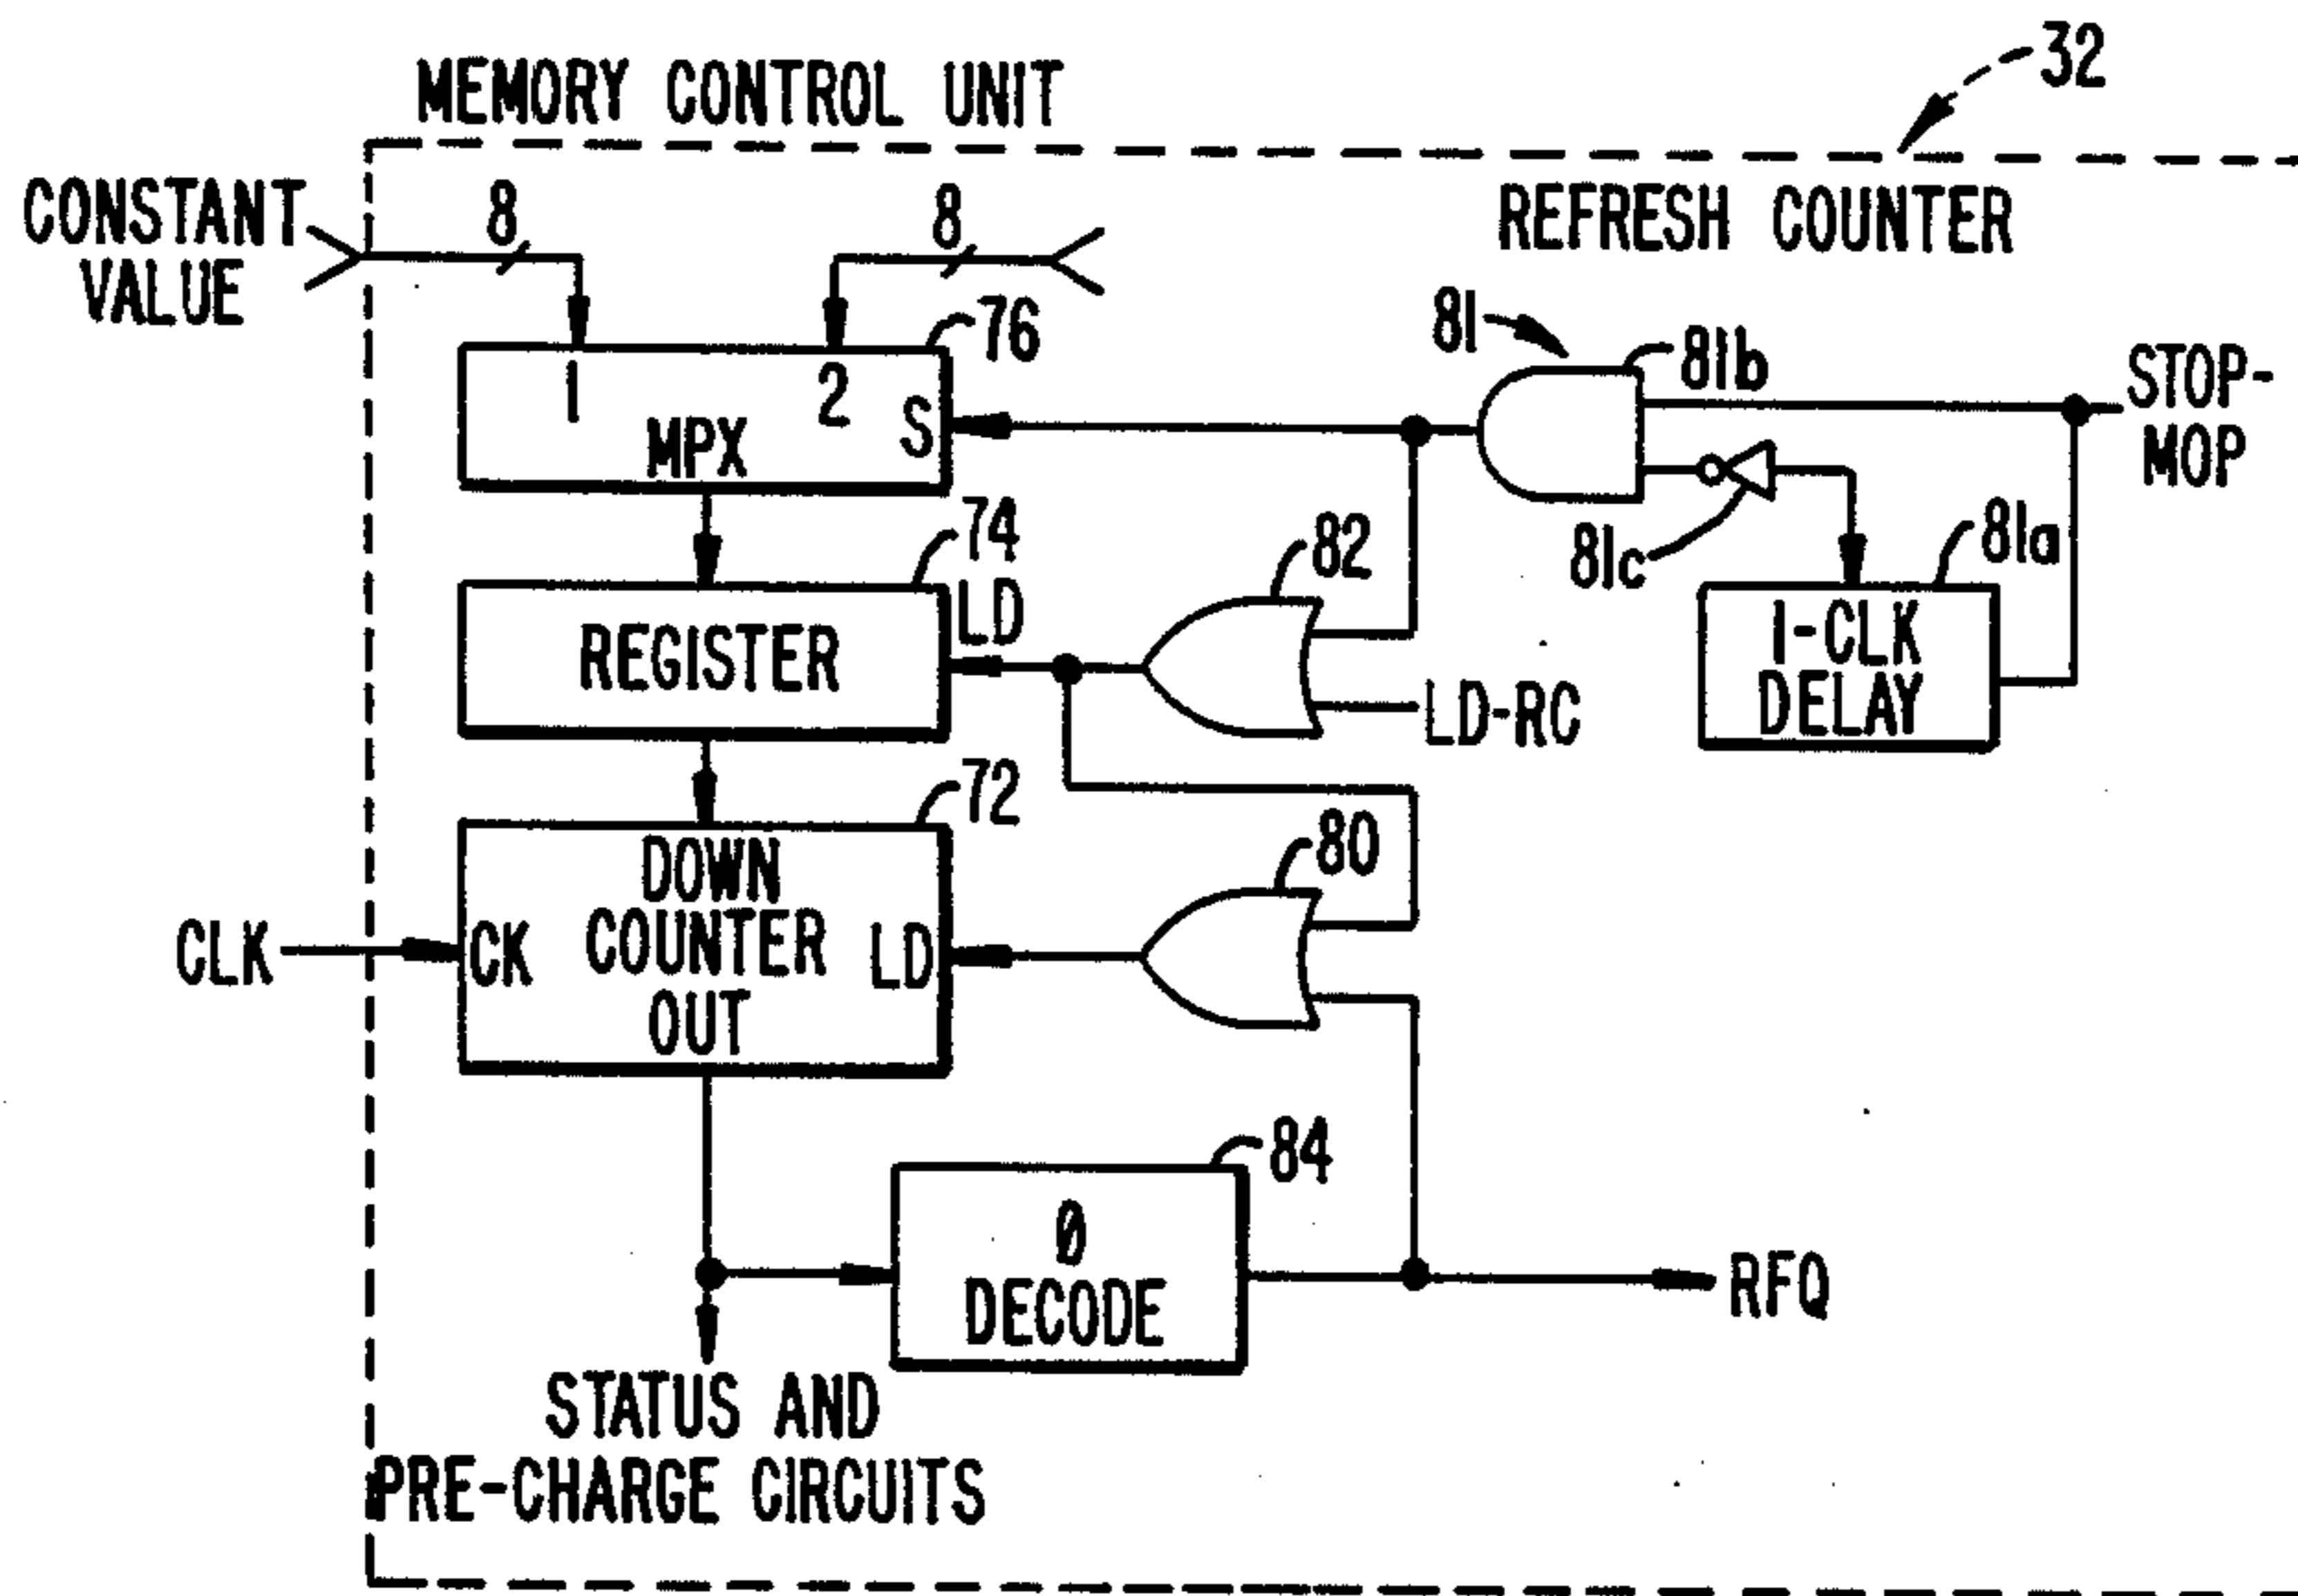 MEMORY CONTROL UNIT
32
CONSTANT
VALUE
8
8
REFRESH COUNTER
76
81
81b
STOP-
MOP
1
2
S
MPX
74
LD
82
81c
81a
REGISTER
1-CLK
DELAY
LD-RC
72
80
DOWN
COUNTER
OUT
CLK
CK
LD
84
Ø
DECODE
RFQ
STATUS AND
PRE-CHARGE CIRCUITS